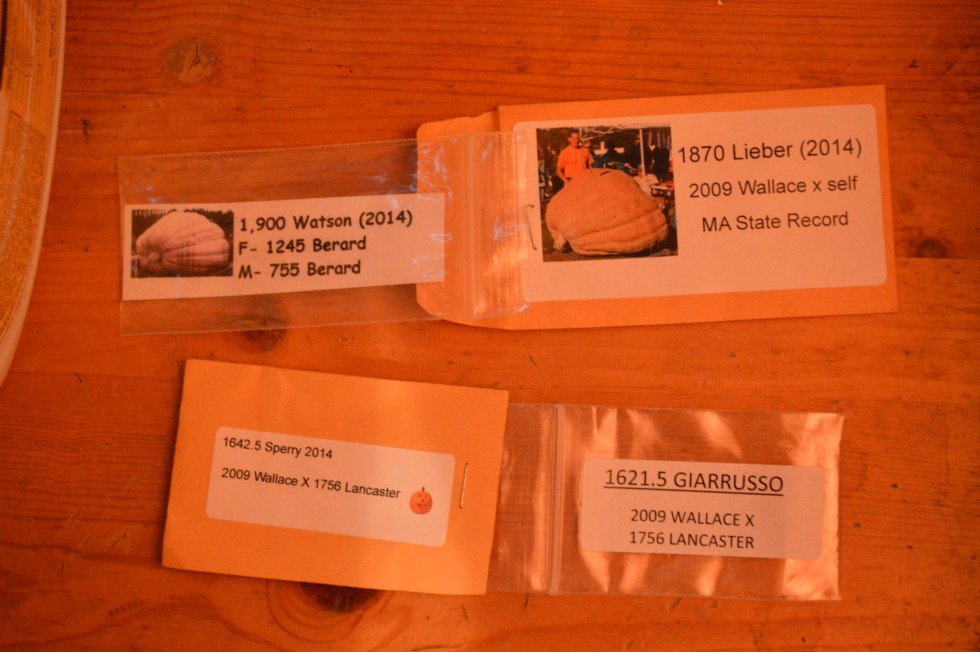 1,900 Watson (2014)
F- 1245 Berard
M- 755 Berard
1870 Lieber (2014)
2009 Wallace x self
MA State Record
1642.5 Sperry 2014
2009 Wallace X 1756 Lancaster
1621.5 GIARRUSSO
2009 WALLACE X
1756 LANCASTER